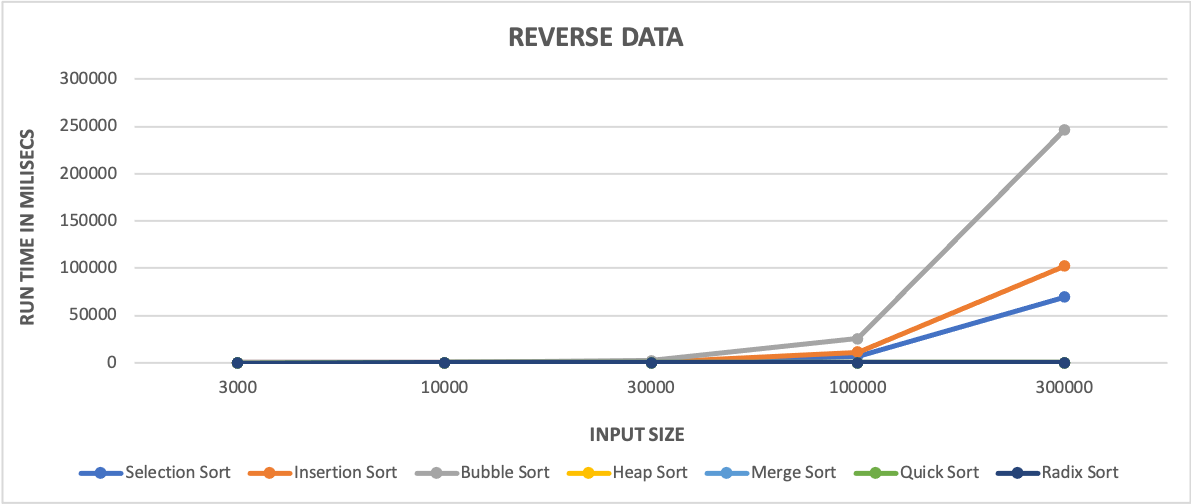 REVERSE DATA
RUN TIME IN MILISECS
300000
250000
200000
150000
100000
50000
0
3000 10000 30000 100000 300000
INPUT SIZE
Selection Sort Insertion Sort Bubble Sort Heap Sort Merge Sort Quick Sort Radix Sort